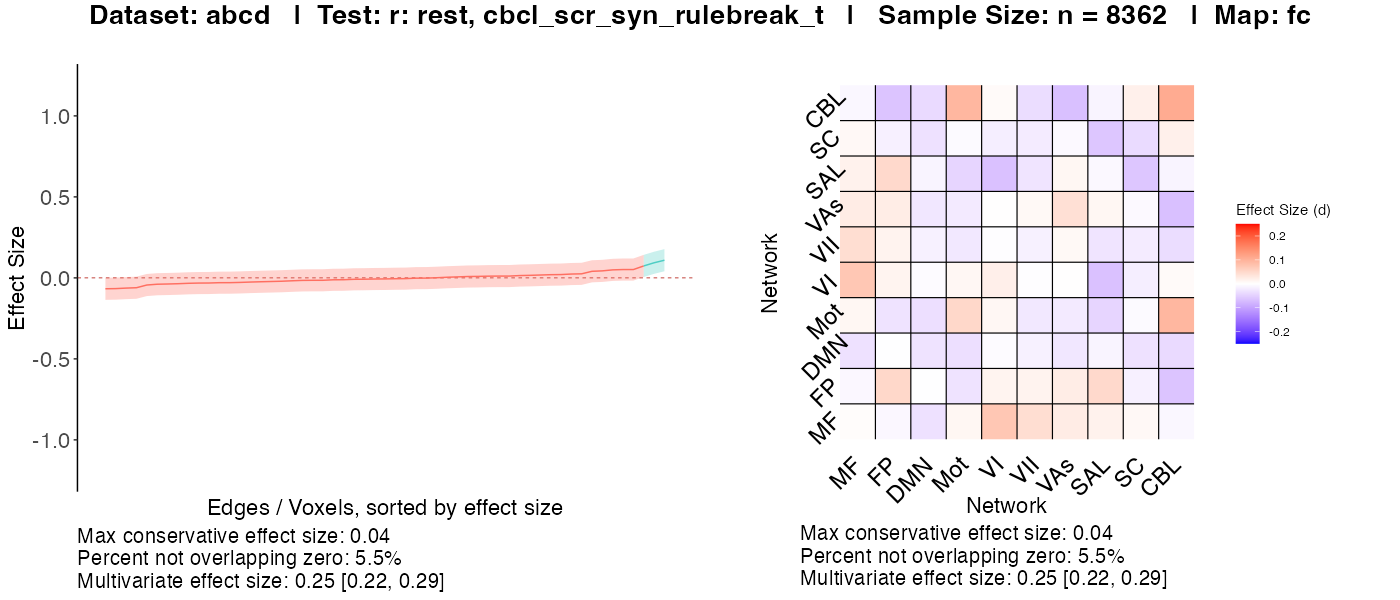 Dataset: abcd | Test: r: rest, cbcl_scr_syn_rulebreak_t | Sample Size: n = 8362 | Map: fc
Effect Size
1.0
0.5
0.0
-0.5
-1.0
Edges / Voxels, sorted by effect size
Max conservative effect size: 0.04
Percent not overlapping zero: 5.5%
Multivariate effect size: 0.25 [0.22, 0.29]
Network
CBL
SC
SAL
VAs
VII
VI
Mot
DMN
FP
MF
MF
FP
DMN
Mot
VI
VII
VAs
SAL
SC
CBL
Network
Max conservative effect size: 0.04
Percent not overlapping zero: 5.5%
Multivariate effect size: 0.25 [0.22, 0.29]
Effect Size (d)
0.2
0.1
0.0
-0.1
-0.2